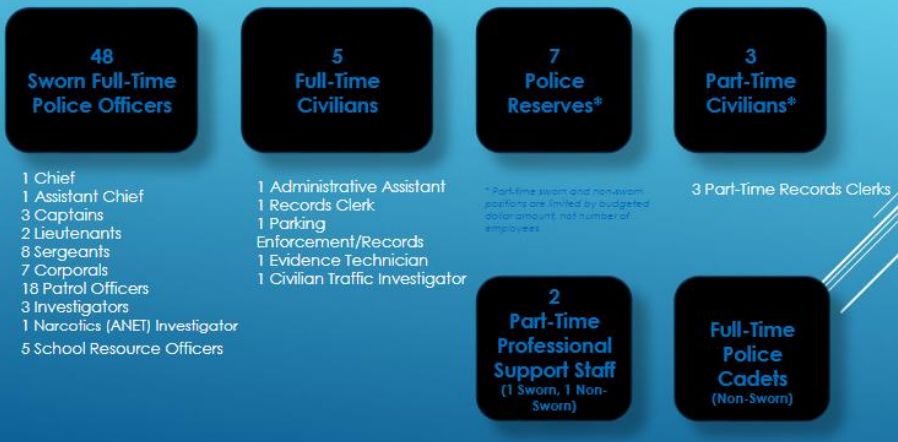 48
Sworn Full-Time
Police Officers
1 Chief
1 Assistant Chief
3 Captains
2 Lieutenants
8 Sergeants
7 Corporals
18 Patrol Officers
3 Investigators
1 Narcotics (ANET) Investigator
5 School Resource Officers
5
Full-Time
Civilians
1 Administrative Assistant
1 Records Clerk
1 Parking
Enforcement/Records
1 Evidence Technician
1 Civilian Traffic Investigator
7
Police
Reserves*
* Part-time sworn and non-sworn
positions are limited by budgeted
dollar amount, not number of
employees
3
Part-Time
Civilians*
3 Part-Time Records Clerks
2
Part-Time
Professional
Support Staff
(1 Sworn, 1 Non-
Sworn)
Full-Time
Police
Cadets
(Non-Sworn)